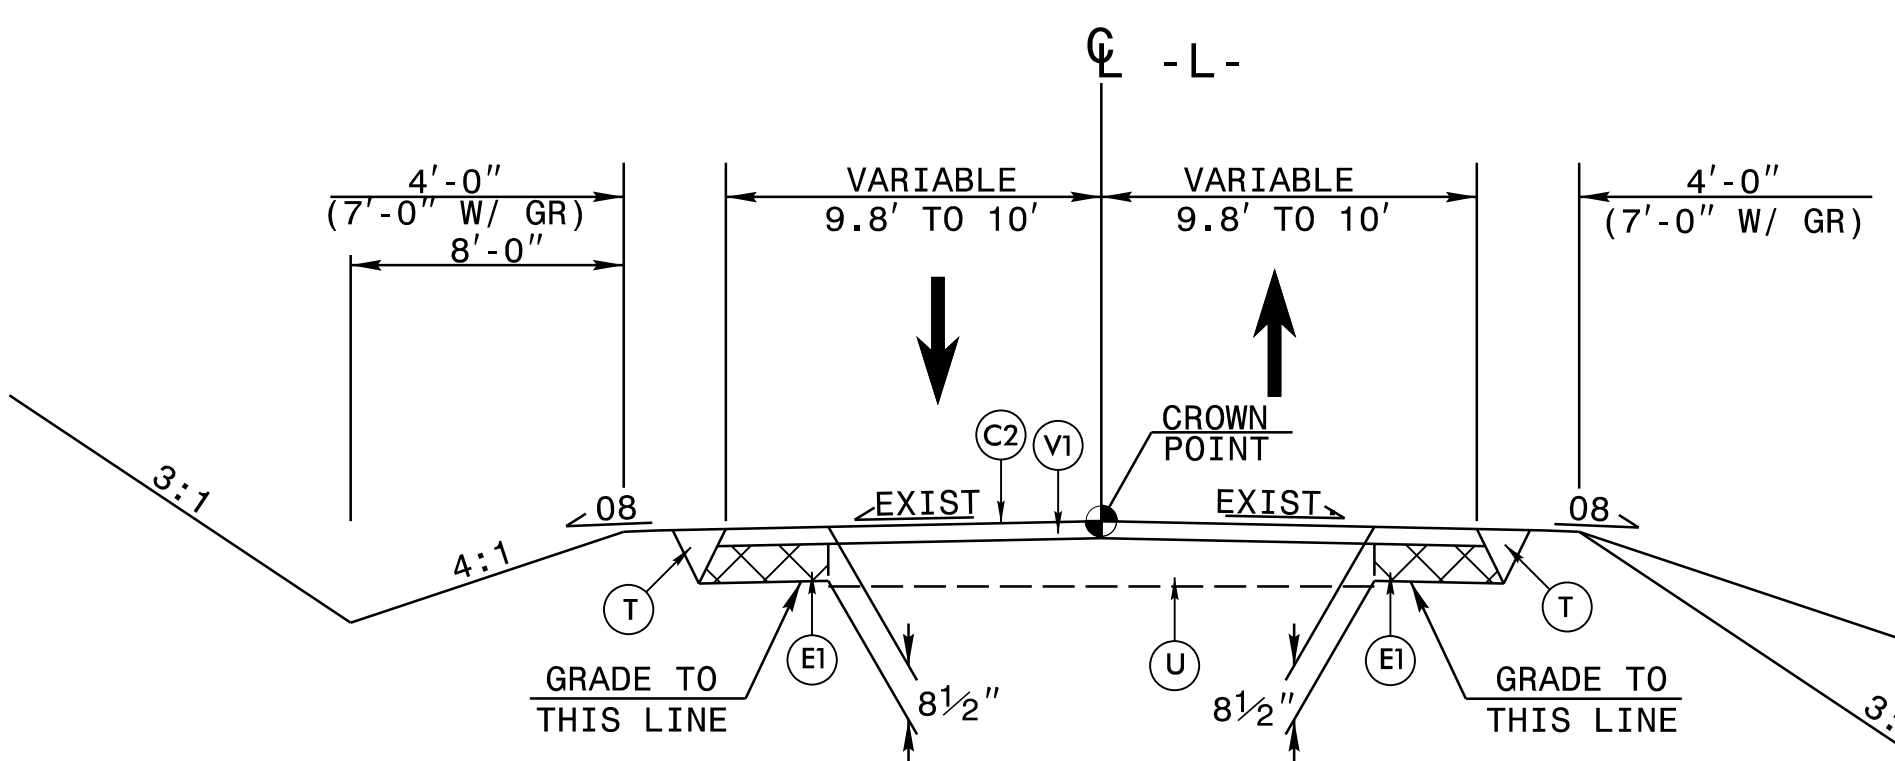 ℄ -L-
4'-0"
(7'-0" W/ GR)
8'-0"
VARIABLE
9.8' TO 10'
VARIABLE
9.8' TO 10'
4'-0"
(7'-0" W/ GR)
3:1
4:1
08
EXIST
C2
V1
CROWN
POINT
EXIST.
08
T
E1
GRADE TO
THIS LINE
8½"
U
8½"
E1
T
GRADE TO
THIS LINE